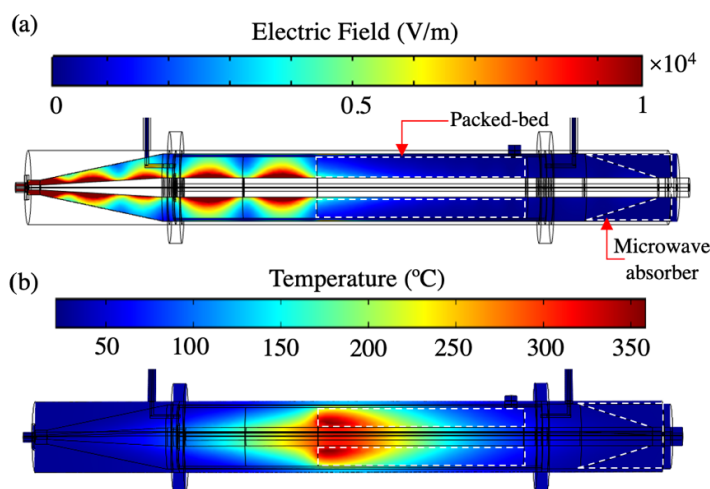 (a)
Electric Field (V/m)
×10⁴
0 0.5 1
Packed-bed
Microwave
absorber
(b)
Temperature (ºC)
50 100 150 200 250 300 350